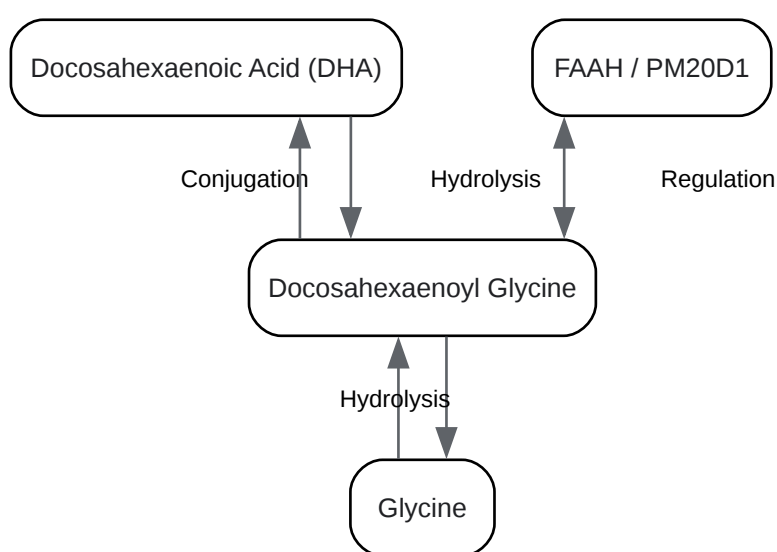 Docosahexaenoic Acid (DHA)
FAAH / PM20D1
Conjugation
Hydrolysis
Regulation
Docosahexaenoyl Glycine
Hydrolysis
Glycine